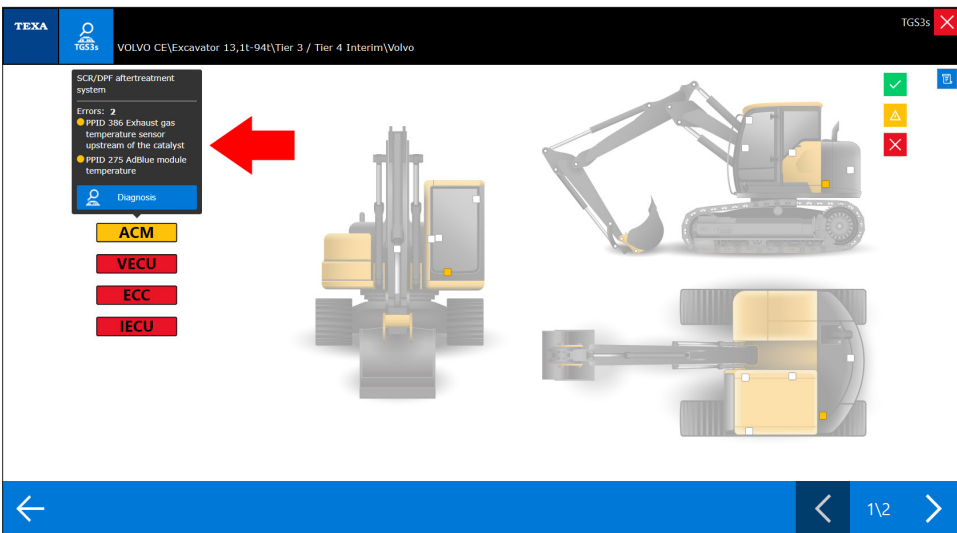 TEXA
TGS3s
VOLVO CE\Excavator 13,1t-94t\Tier 3 / Tier 4 Interim\Volvo
TGS3s
SCR/DPF aftertreatment
system
Errors: 2
PPID 386 Exhaust gas
temperature sensor
upstream of the catalyst
PPID 275 AdBlue module
temperature
Diagnosis
ACM
VECU
ECC
IECU
1\2